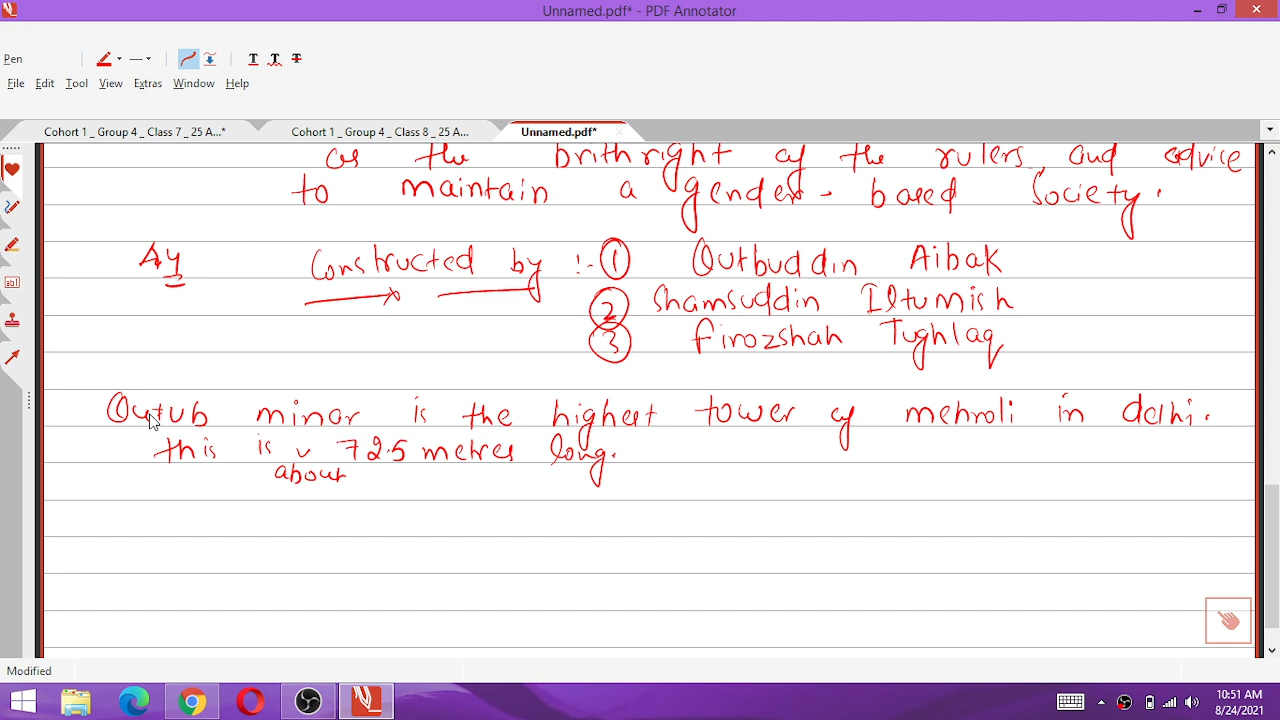 Unnamed.pdf* - PDF Annotator
Pen
T T T
File Edit Tool View Extras Window Help
Cohort 1 _ Group 4 _ Class 7 _ 25 A...* Cohort 1 _ Group 4 _ Class 8 _ 25 A... Unnamed.pdf*
as the brithright of the rulers and advice
to maintain a gender - based Society.
A4 Constructed by :- 1 Qutbuddin Aibak
2 Shamsuddin Iltumish
3 Firozshah Tughlaq
Qutub minar is the highest tower of mehroli in delhi.
this is about 72.5 metres long.
Modified
10:51 AM
8/24/2021